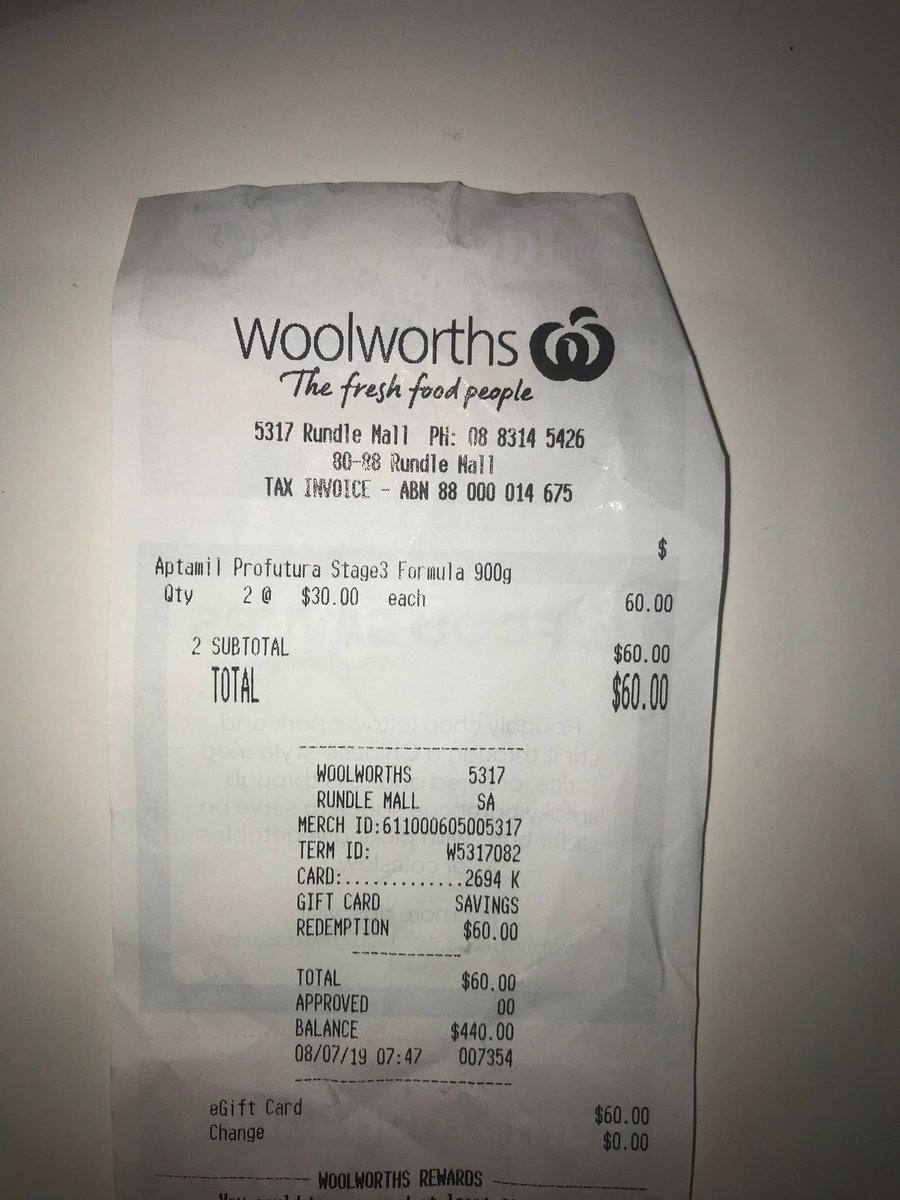 Woolworths
The fresh food people
5317 Rundle Mall PH: 08 8314 5426
80-88 Rundle Mall
TAX INVOICE - ABN 88 000 014 675
$
Aptamil Profutura Stage3 Formula 900g
Qty 2 @ $30.00 each 60.00
2 SUBTOTAL $60.00
TOTAL $60.00
WOOLWORTHS 5317
RUNDLE MALL SA
MERCH ID:611000605005317
TERM ID: W5317082
CARD:.............2694 K
GIFT CARD SAVINGS
REDEMPTION $60.00
TOTAL $60.00
APPROVED 00
BALANCE $440.00
08/07/19 07:47 007354
eGift Card $60.00
Change $0.00
WOOLWORTHS REWARDS